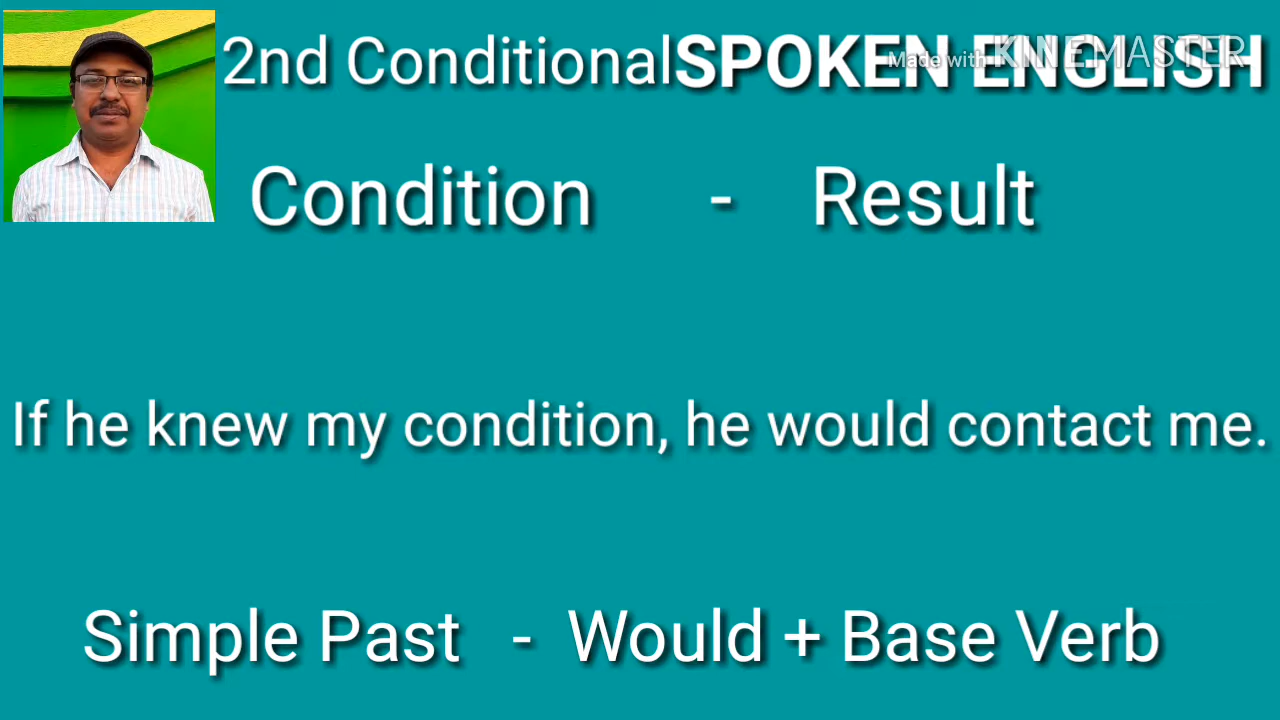 2nd Conditional SPOKEN ENGLISH
Made with KINEMASTER
Condition - Result
If he knew my condition, he would contact me.
Simple Past - Would + Base Verb